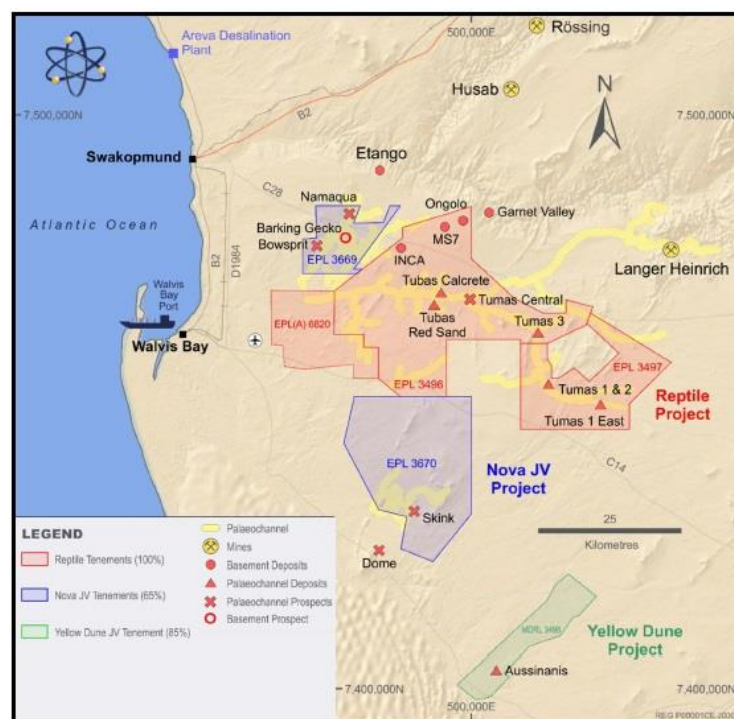 Areva Desalination
Plant
500,000E
Rössing
Husab
7,500,000N
7,500,000N
B2
Swakopmund
Etango
C28
Namaqua
Ongolo
Garnet Valley
Barking Gecko
Bowsprit
MS7
Atlantic Ocean
EPL 3669
INCA
Langer Heinrich
B2
D1984
Walvis
Bay
Port
Tubas Calcrete
Tumas Central
EPL(A) 6820
Tubas
Red Sand
Tumas 3
Walvis Bay
EPL 3496
EPL 3497
Tumas 1 & 2
Reptile
Project
Tumas 1 East
EPL 3670
Nova JV
Project
C14
LEGEND
Reptile Tenements (100%)
Nova JV Tenements (65%)
Yellow Dune JV Tenement (85%)
Palaeochannel
Mines
Basement Deposits
Palaeochannel Deposits
Palaeochannel Prospects
Basement Prospect
Skink
25
Kilometres
Dome
Yellow Dune
Project
Aussinanis
7,400,000N
7,400,000N
500,000E